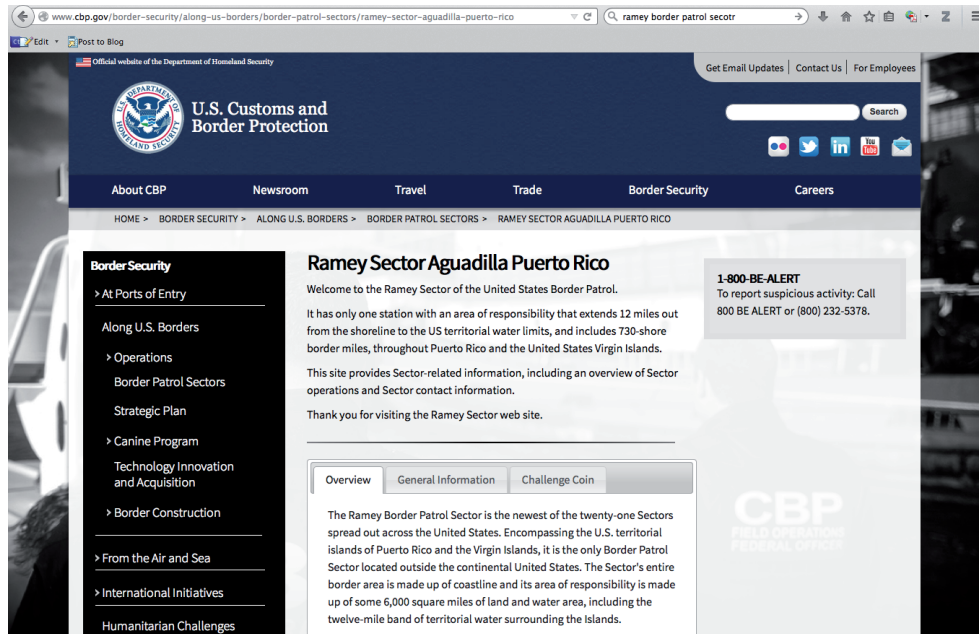 www.cbp.gov/border-security/along-us-borders/border-patrol-sectors/ramey-sector-aguadilla-puerto-rico
ramey border patrol secotr
Edit
Post to Blog
Official website of the Department of Homeland Security
Get Email Updates | Contact Us | For Employees
U.S. Customs and
Border Protection
Search
You
Tube
About CBP Newsroom Travel Trade Border Security Careers
HOME > BORDER SECURITY > ALONG U.S. BORDERS > BORDER PATROL SECTORS > RAMEY SECTOR AGUADILLA PUERTO RICO
Border Security
> At Ports of Entry
Along U.S. Borders
> Operations
Border Patrol Sectors
Strategic Plan
> Canine Program
Technology Innovation
and Acquisition
> Border Construction
> From the Air and Sea
> International Initiatives
Humanitarian Challenges
Ramey Sector Aguadilla Puerto Rico
Welcome to the Ramey Sector of the United States Border Patrol.
It has only one station with an area of responsibility that extends 12 miles out
from the shoreline to the US territorial water limits, and includes 730-shore
border miles, throughout Puerto Rico and the United States Virgin Islands.
This site provides Sector-related information, including an overview of Sector
operations and Sector contact information.
Thank you for visiting the Ramey Sector web site.
Overview General Information Challenge Coin
The Ramey Border Patrol Sector is the newest of the twenty-one Sectors
spread out across the United States. Encompassing the U.S. territorial
islands of Puerto Rico and the Virgin Islands, it is the only Border Patrol
Sector located outside the continental United States. The Sector's entire
border area is made up of coastline and its area of responsibility is made
up of some 6,000 square miles of land and water area, including the
twelve-mile band of territorial water surrounding the Islands.
1-800-BE-ALERT
To report suspicious activity: Call
800 BE ALERT or (800) 232-5378.
CBP
FIELD OPERATIONS
FEDERAL OFFICER